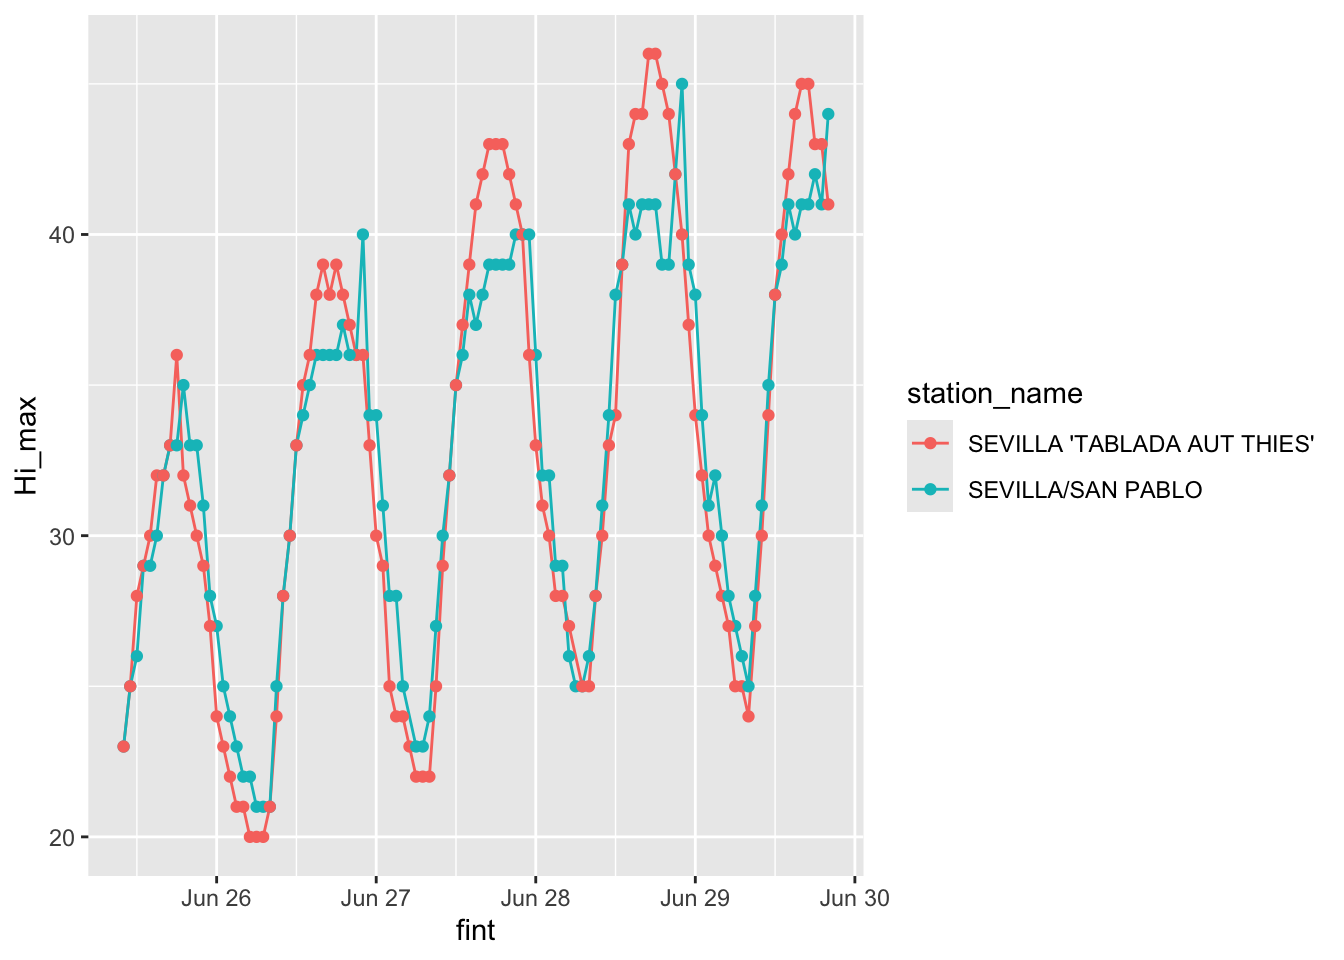 Hi_max
40
30
20
Jun 26
Jun 27
Jun 28
Jun 29
Jun 30
fint
station_name
SEVILLA 'TABLADA AUT THIES'
SEVILLA/SAN PABLO